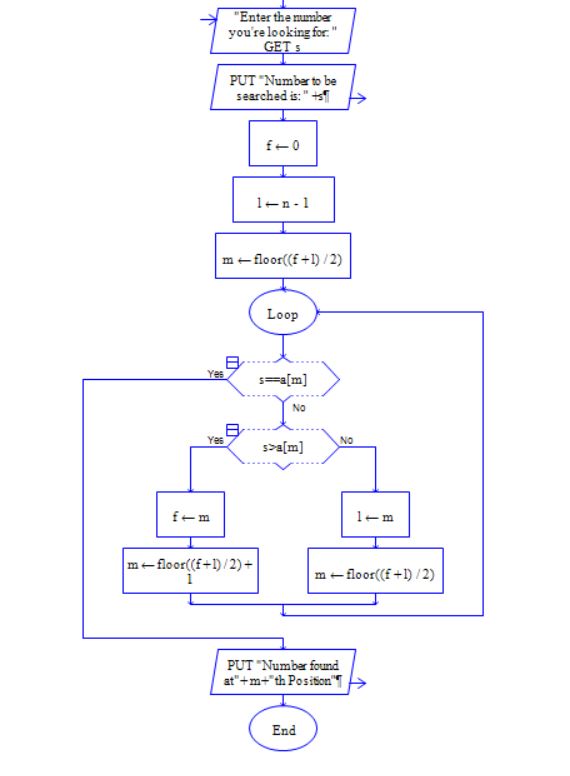 "Enter the number
you're looking for: "
GET s
PUT "Number to be
searched is: " +s¶
f ← 0
l ← n - 1
m ← floor((f +l) / 2)
Loop
Yes
s==a[m]
No
Yes
s>a[m]
No
f ← m
l ← m
m ← floor((f +l) / 2) +
1
m ← floor((f +l) / 2)
PUT "Number found
at"+m+"th Position"¶
End